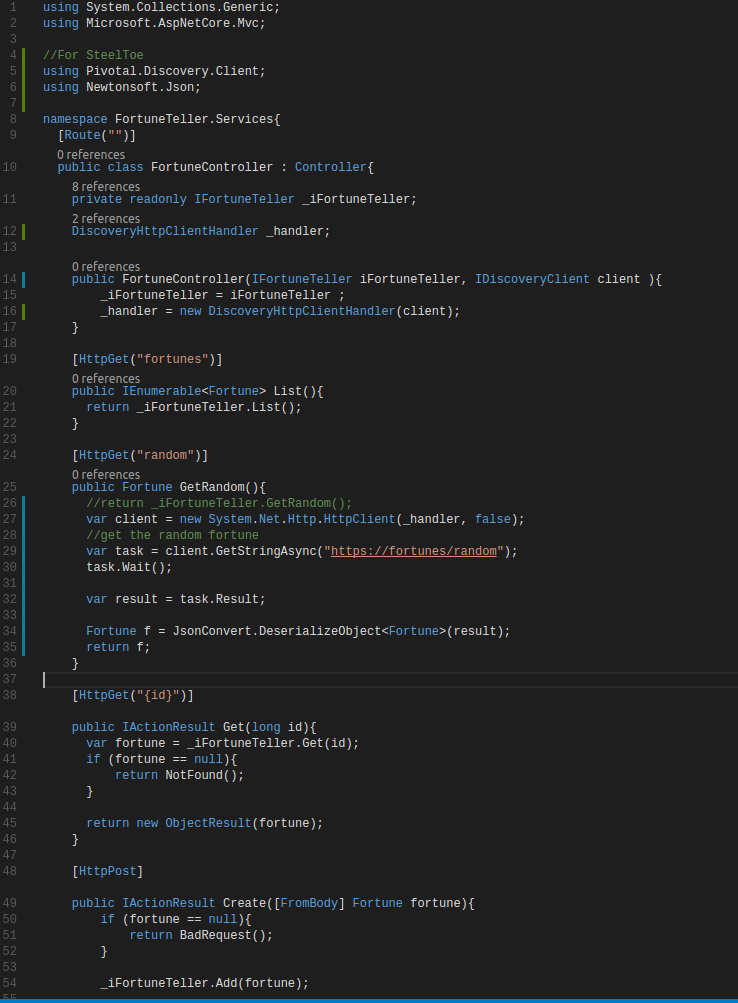 1 using System.Collections.Generic;
2 using Microsoft.AspNetCore.Mvc;
3
4 //For SteelToe
5 using Pivotal.Discovery.Client;
6 using Newtonsoft.Json;
7
8 namespace FortuneTeller.Services{
9 [Route("")]
0 references
10 public class FortuneController : Controller{
8 references
11 private readonly IFortuneTeller _iFortuneTeller;
2 references
12 DiscoveryHttpClientHandler _handler;
13
0 references
14 public FortuneController(IFortuneTeller iFortuneTeller, IDiscoveryClient client ){
15 _iFortuneTeller = iFortuneTeller ;
16 _handler = new DiscoveryHttpClientHandler(client);
17 }
18
19 [HttpGet("fortunes")]
0 references
20 public IEnumerable<Fortune> List(){
21 return _iFortuneTeller.List();
22 }
23
24 [HttpGet("random")]
0 references
25 public Fortune GetRandom(){
26 //return _iFortuneTeller.GetRandom();
27 var client = new System.Net.Http.HttpClient(_handler, false);
28 //get the random fortune
29 var task = client.GetStringAsync("https://fortunes/random");
30 task.Wait();
31
32 var result = task.Result;
33
34 Fortune f = JsonConvert.DeserializeObject<Fortune>(result);
35 return f;
36 }
37
38 [HttpGet("{id}")]
39 public IActionResult Get(long id){
40 var fortune = _iFortuneTeller.Get(id);
41 if (fortune == null){
42 return NotFound();
43 }
44
45 return new ObjectResult(fortune);
46 }
47
48 [HttpPost]
49 public IActionResult Create([FromBody] Fortune fortune){
50 if (fortune == null){
51 return BadRequest();
52 }
53
54 _iFortuneTeller.Add(fortune);
55